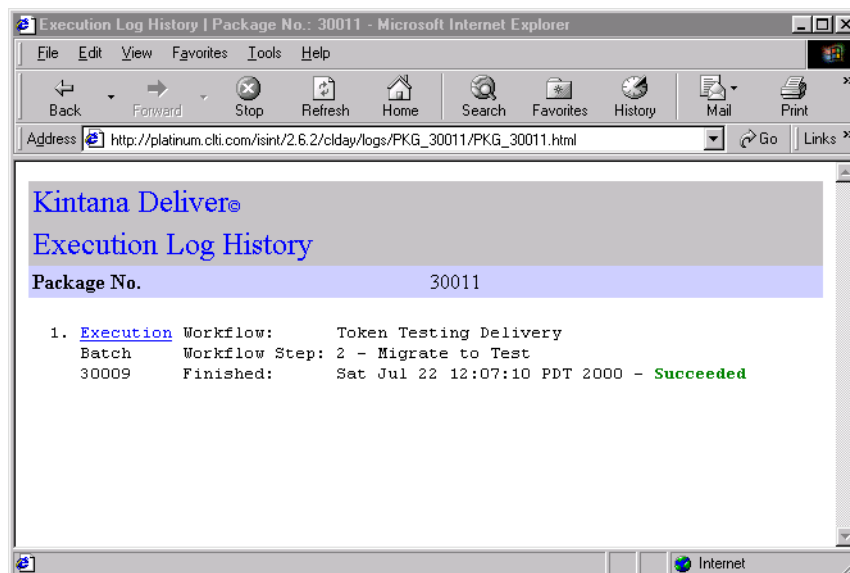 Execution Log History | Package No.: 30011 - Microsoft Internet Explorer
File Edit View Favorites Tools Help
Back Forward Stop Refresh Home Search Favorites History Mail Print »
Address http://platinum.clti.com/isint/2.6.2/clday/logs/PKG_30011/PKG_30011.html Go Links »
Kintana Deliver©
Execution Log History
Package No. 30011
1. Execution Workflow: Token Testing Delivery
Batch Workflow Step: 2 - Migrate to Test
30009 Finished: Sat Jul 22 12:07:10 PDT 2000 - Succeeded
Internet